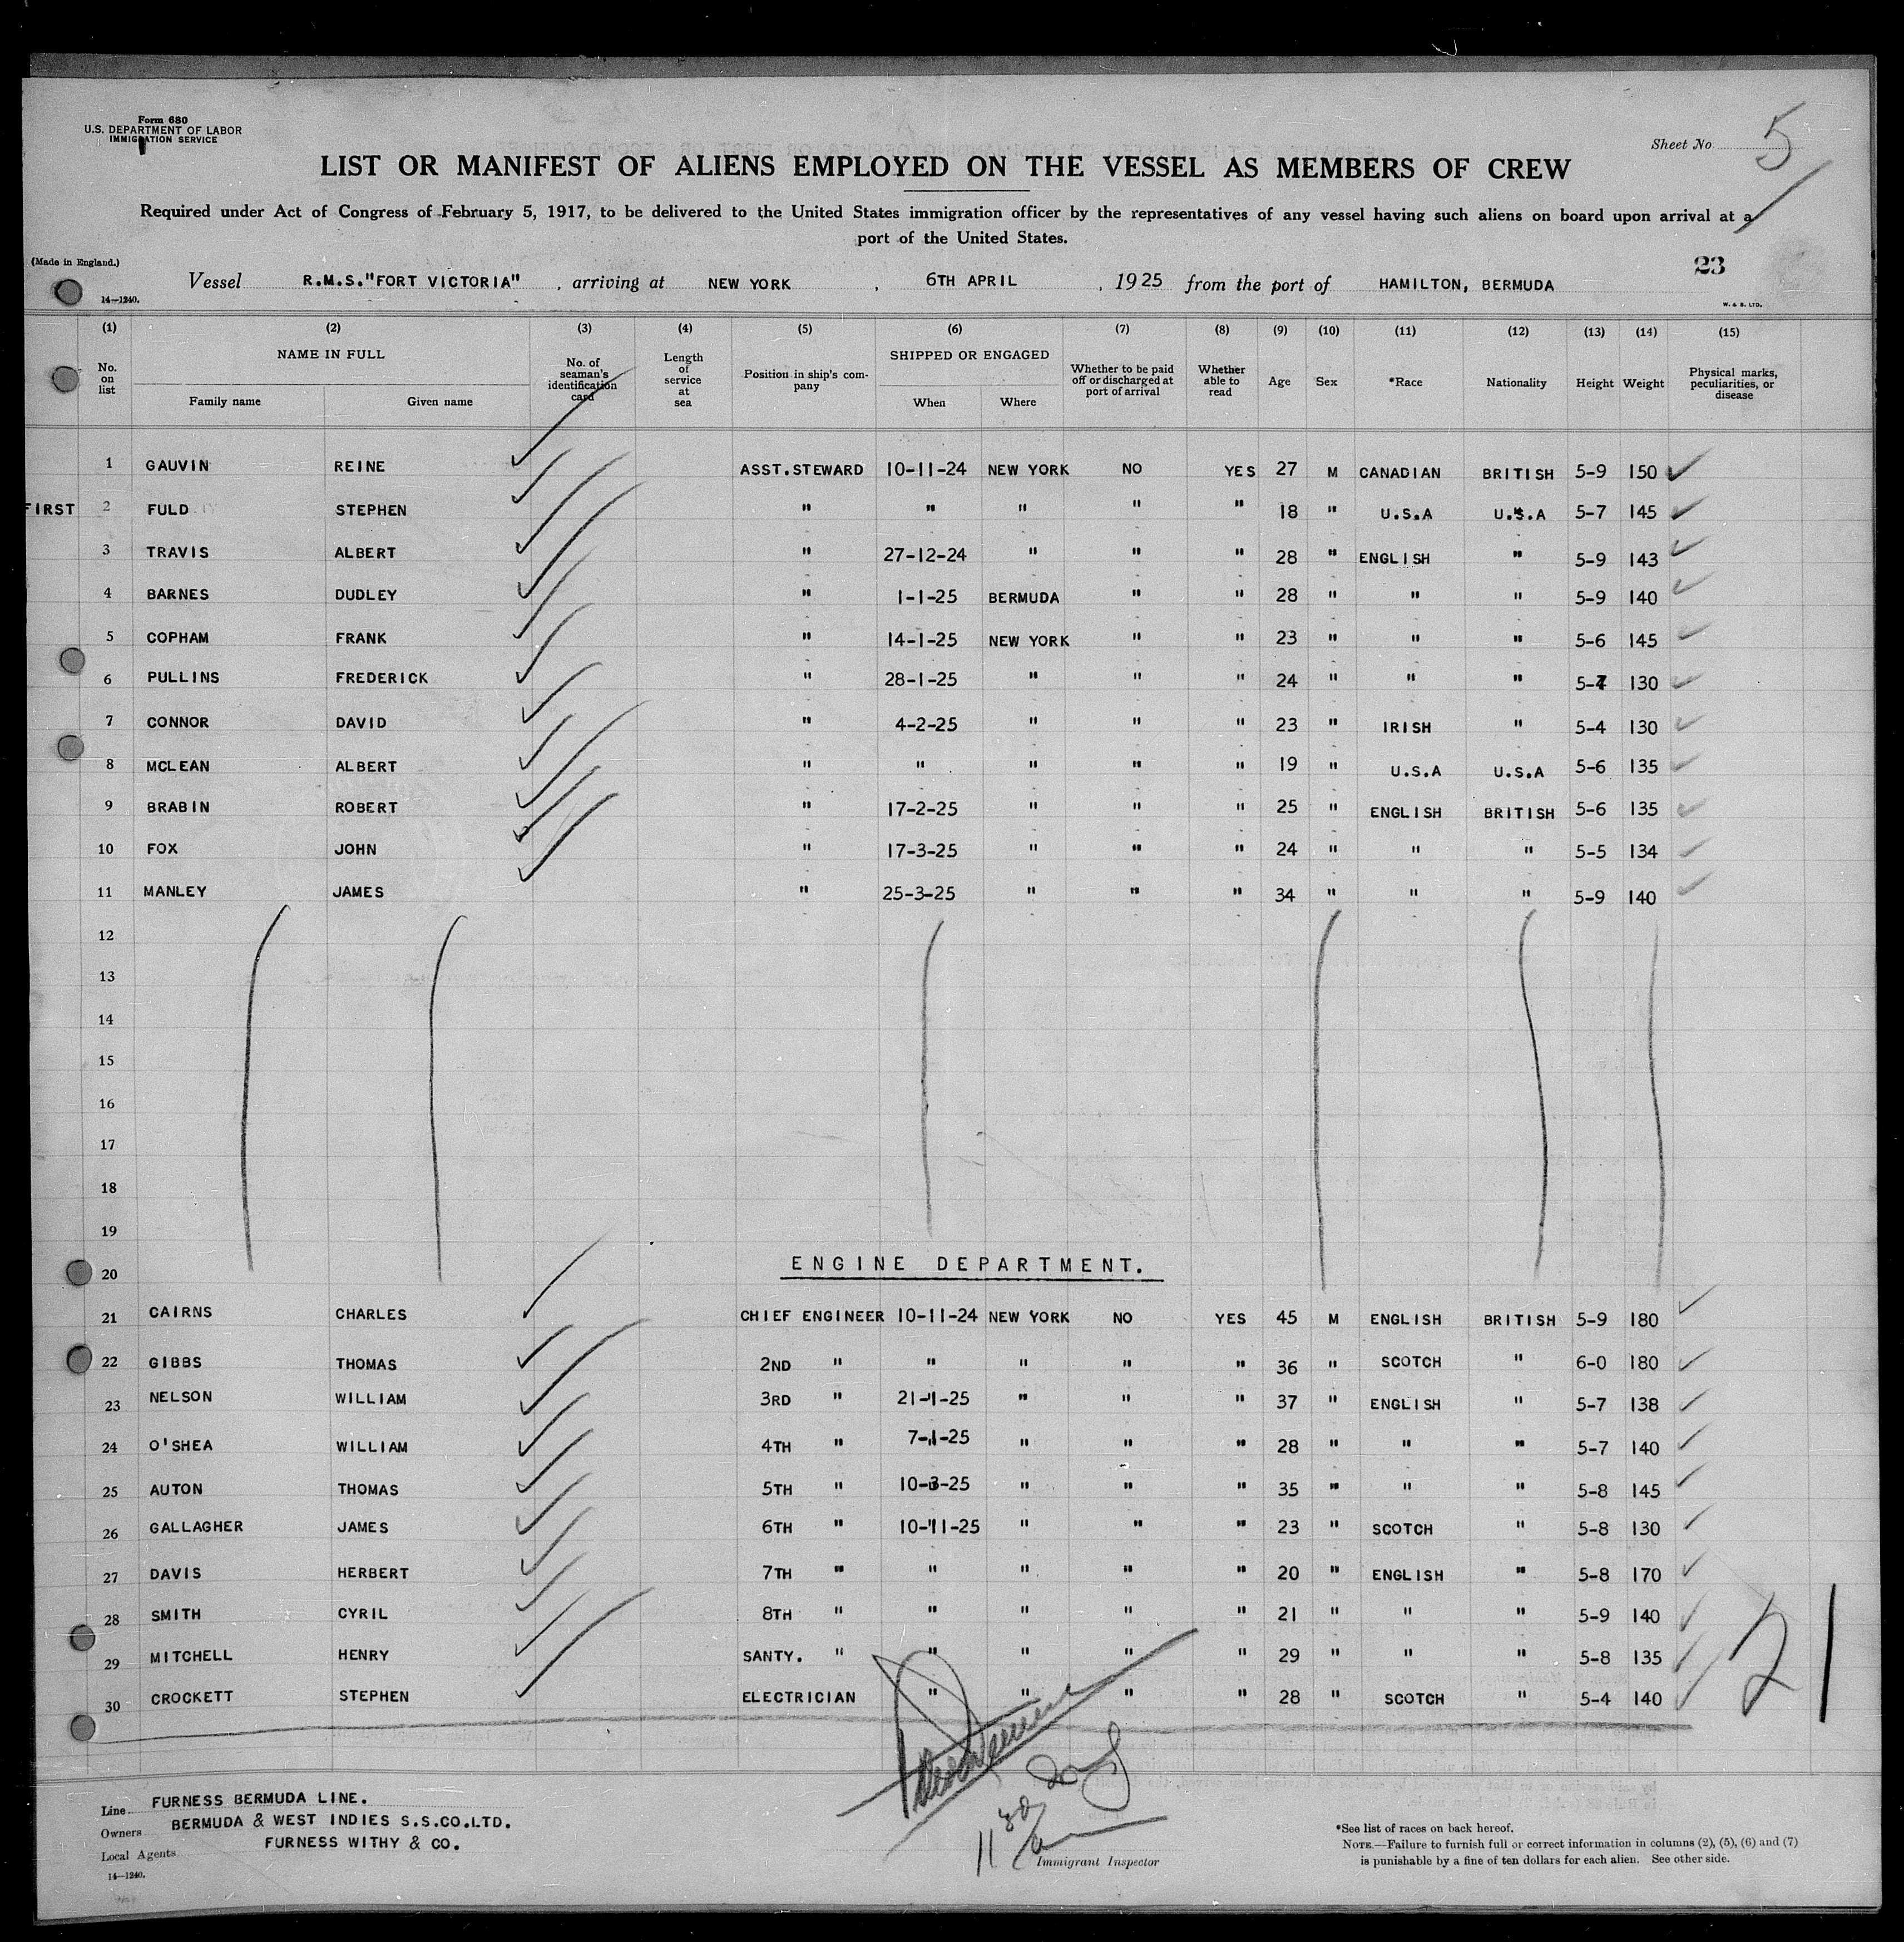 Form 680
U.S. DEPARTMENT OF LABOR
IMMIGRATION SERVICE
Sheet No 5
LIST OR MANIFEST OF ALIENS EMPLOYED ON THE VESSEL AS MEMBERS OF CREW
Required under Act of Congress of February 5, 1917, to be delivered to the United States immigration officer by the representatives of any vessel having such aliens on board upon arrival at a
port of the United States.
(Made in England.)
14—1240.
Vessel R.M.S."FORT VICTORIA" , arriving at NEW YORK , 6TH APRIL , 1925 from the port of HAMILTON, BERMUDA
23
W. & S. LTD.
(1) (2) (3) (4) (5) (6) (7) (8) (9) (10) (11) (12) (13) (14) (15)
No. on list NAME IN FULL Family name Given name No. of seaman's identification card Length of service at sea Position in ship's company SHIPPED OR ENGAGED When Where Whether to be paid off or discharged at port of arrival Whether able to read Age Sex *Race Nationality Height Weight Physical marks, peculiarities, or disease
1 GAUVIN REINE ASST.STEWARD 10-11-24 NEW YORK NO YES 27 M CANADIAN BRITISH 5-9 150
FIRST 2 FULD STEPHEN " " " " " 18 " U.S.A U.S.A 5-7 145
3 TRAVIS ALBERT " 27-12-24 " " " 28 " ENGLISH " 5-9 143
4 BARNES DUDLEY " 1-1-25 BERMUDA " " 28 " " " 5-9 140
5 COPHAM FRANK " 14-1-25 NEW YORK " " 23 " " " 5-6 145
6 PULLINS FREDERICK " 28-1-25 " " " 24 " " " 5- 130
7 CONNOR DAVID " 4-2-25 " " " 23 " IRISH " 5-4 130
8 MCLEAN ALBERT " " " " " 19 " U.S.A U.S.A 5-6 135
9 BRABIN ROBERT " 17-2-25 " " " 25 " ENGLISH BRITISH 5-6 135
10 FOX JOHN " 17-3-25 " " " 24 " " " 5-5 134
11 MANLEY JAMES " 25-3-25 " " " 34 " " " 5-9 140
12
13
14
15
16
17
18
19
20 ENGINE DEPARTMENT.
21 CAIRNS CHARLES CHIEF ENGINEER 10-11-24 NEW YORK NO YES 45 M ENGLISH BRITISH 5-9 180
22 GIBBS THOMAS 2ND " " " " " 36 " SCOTCH " 6-0 180
23 NELSON WILLIAM 3RD " 21-1-25 " " " 37 " ENGLISH " 5-7 138
24 O'SHEA WILLIAM 4TH " 7-1-25 " " " 28 " " " 5-7 140
25 AUTON THOMAS 5TH " 10-3-25 " " " 35 " " " 5-8 145
26 GALLAGHER JAMES 6TH " 10-11-25 " " " 23 " SCOTCH " 5-8 130
27 DAVIS HERBERT 7TH " " " " " 20 " ENGLISH " 5-8 170
28 SMITH CYRIL 8TH " " " " " 21 " " " 5-9 140
29 MITCHELL HENRY SANTY. " " " " " 29 " " " 5-8 135
30 CROCKETT STEPHEN ELECTRICIAN " " " " 28 " SCOTCH " 5-4 140
21
Line FURNESS BERMUDA LINE.
Owners BERMUDA & WEST INDIES S.S.CO.LTD.
Local Agents FURNESS WITHY & CO.
14—1240.
Immigrant Inspector
*See list of races on back hereof.
NOTE.—Failure to furnish full or correct information in columns (2), (5), (6) and (7)
is punishable by a fine of ten dollars for each alien. See other side.